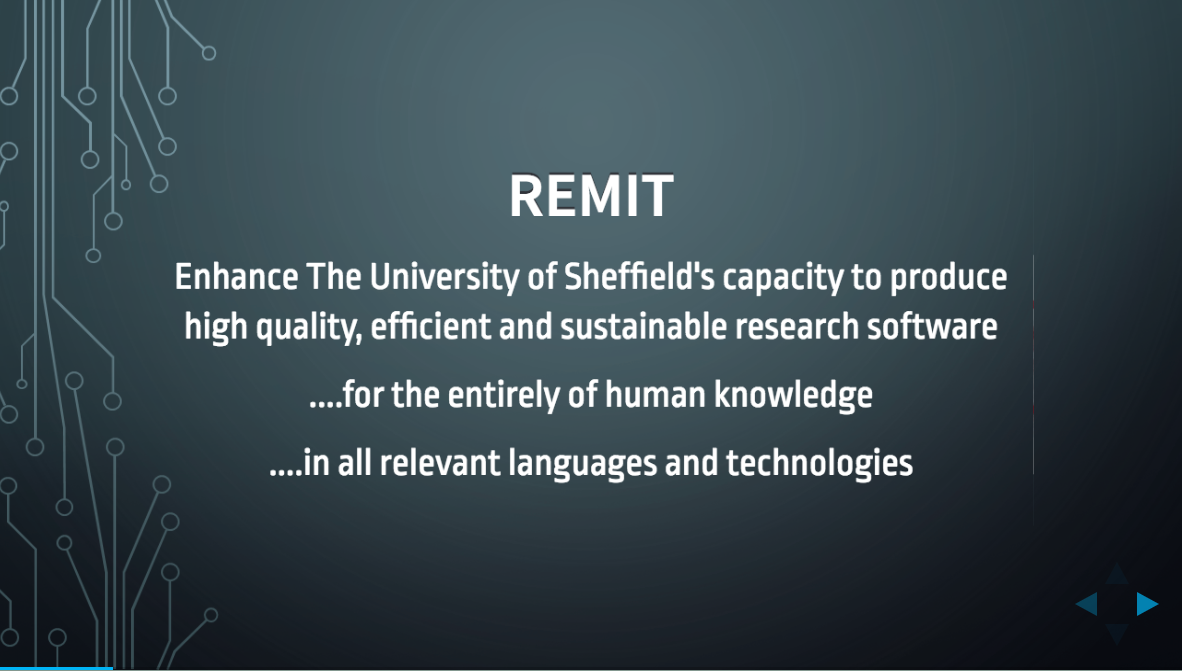 REMIT
Enhance The University of Sheffield's capacity to produce
high quality, efficient and sustainable research software
....for the entirely of human knowledge
....in all relevant languages and technologies